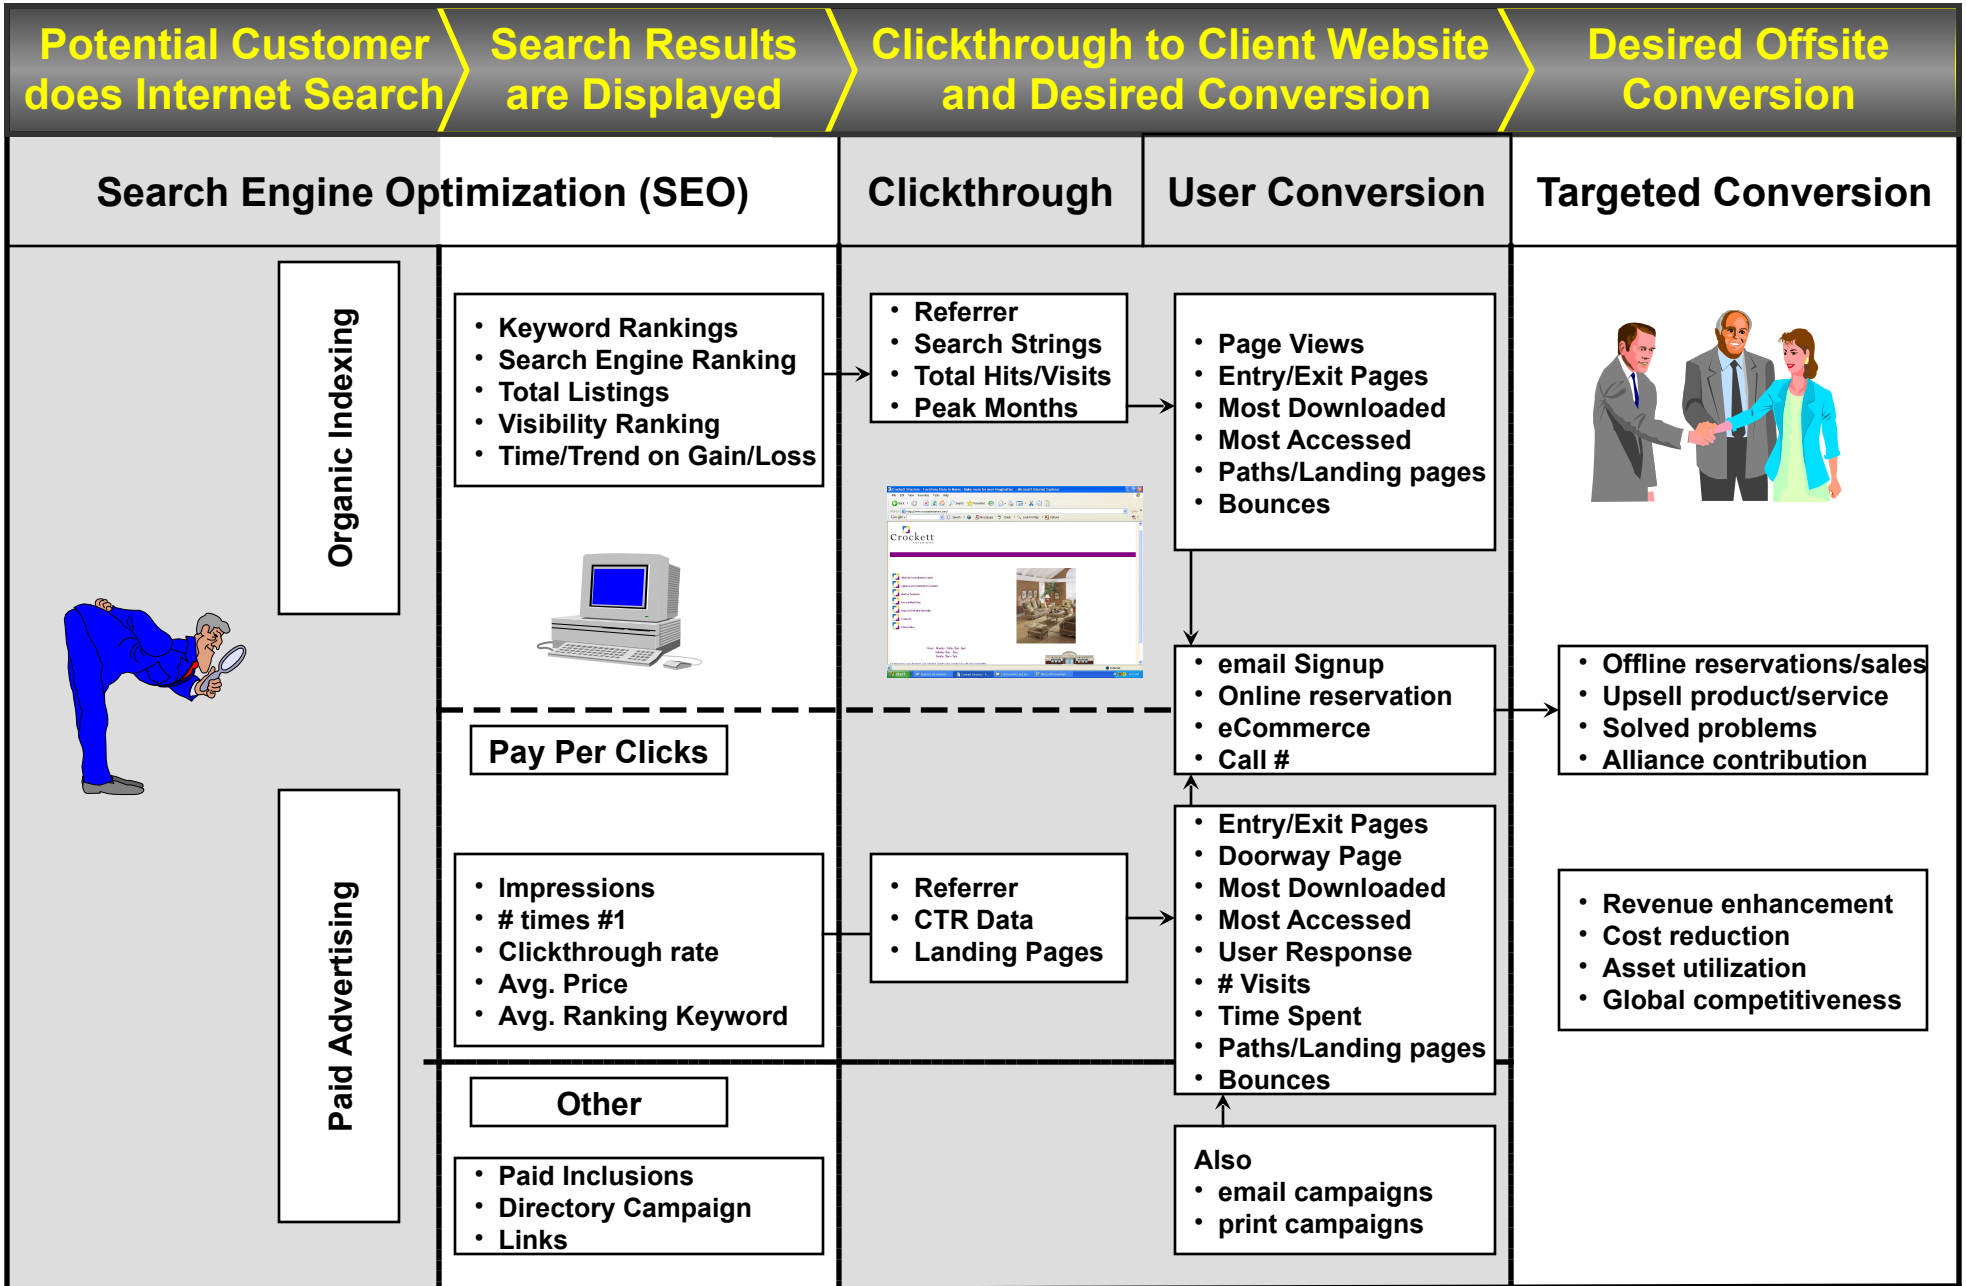 Potential Customer
does Internet Search
Search Results
are Displayed
Clickthrough to Client Website
and Desired Conversion
Desired Offsite
Conversion
Search Engine Optimization (SEO)
Clickthrough
User Conversion
Targeted Conversion
Organic Indexing
• Keyword Rankings
• Search Engine Ranking
• Total Listings
• Visibility Ranking
• Time/Trend on Gain/Loss
• Referrer
• Search Strings
• Total Hits/Visits
• Peak Months
• Page Views
• Entry/Exit Pages
• Most Downloaded
• Most Accessed
• Paths/Landing pages
• Bounces
Crockett
• email Signup
• Online reservation
• eCommerce
• Call #
• Offline reservations/sales
• Upsell product/service
• Solved problems
• Alliance contribution
Pay Per Clicks
Paid Advertising
• Impressions
• # times #1
• Clickthrough rate
• Avg. Price
• Avg. Ranking Keyword
• Referrer
• CTR Data
• Landing Pages
• Entry/Exit Pages
• Doorway Page
• Most Downloaded
• Most Accessed
• User Response
• # Visits
• Time Spent
• Paths/Landing pages
• Bounces
• Revenue enhancement
• Cost reduction
• Asset utilization
• Global competitiveness
Other
• Paid Inclusions
• Directory Campaign
• Links
Also
• email campaigns
• print campaigns